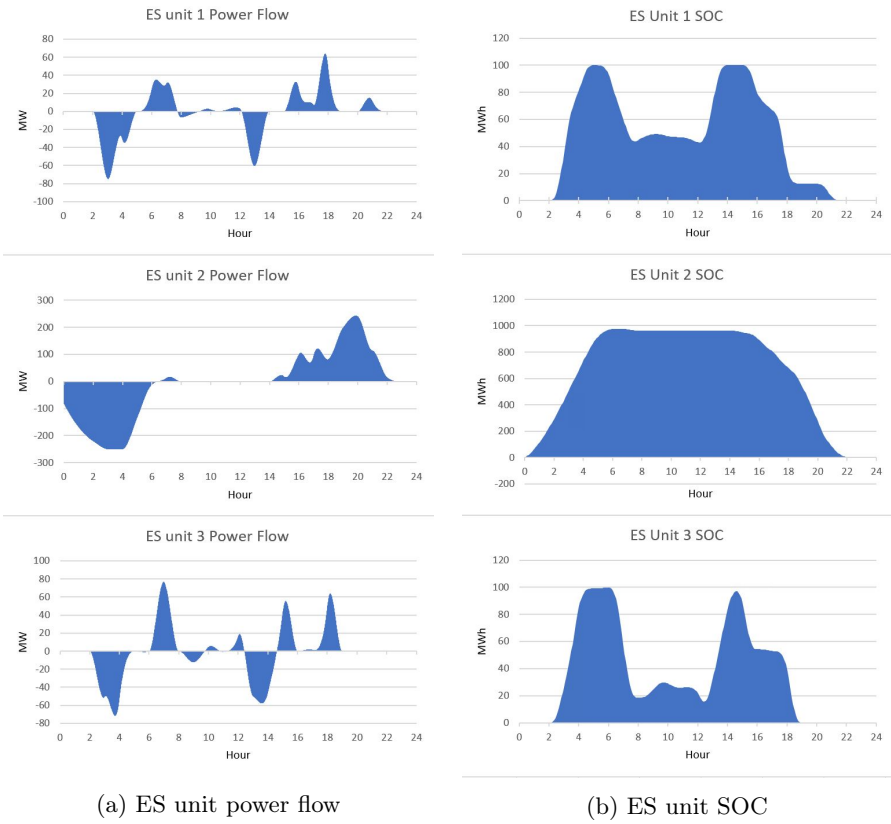 ES unit 1 Power Flow
80
60
40
20
0
-20
-40
-60
-80
-100
MW
0 2 4 6 8 10 12 14 16 18 20 22 24
Hour
ES Unit 1 SOC
120
100
80
60
40
20
0
MWh
0 2 4 6 8 10 12 14 16 18 20 22 24
Hour
ES unit 2 Power Flow
300
200
100
0
-100
-200
-300
MW
0 2 4 6 8 10 12 14 16 18 20 22 24
Hour
ES Unit 2 SOC
1200
1000
800
600
400
200
0
-200
MWh
0 2 4 6 8 10 12 14 16 18 20 22 24
Hour
ES unit 3 Power Flow
100
80
60
40
20
0
-20
-40
-60
-80
MW
0 2 4 6 8 10 12 14 16 18 20 22 24
Hour
ES Unit 3 SOC
120
100
80
60
40
20
0
MWh
0 2 4 6 8 10 12 14 16 18 20 22 24
Hour
(a) ES unit power flow
(b) ES unit SOC